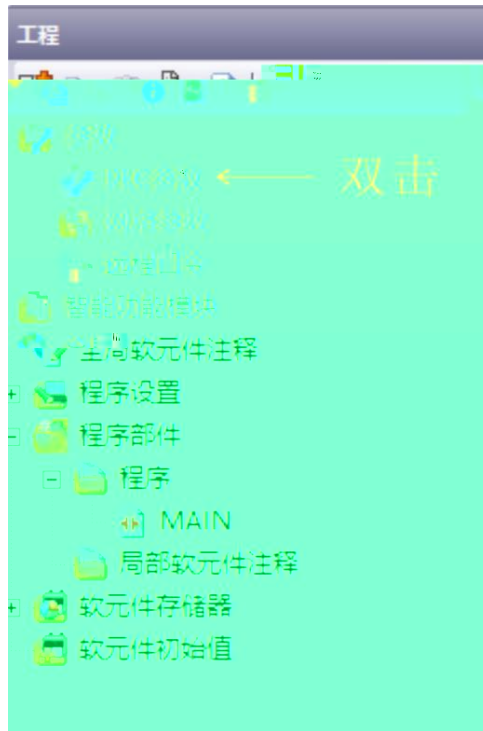 工程
参数
双击
智能功能模块
全局软元件注释
程序设置
程序部件
程序
MAIN
局部软元件注释
软元件存储器
软元件初始值